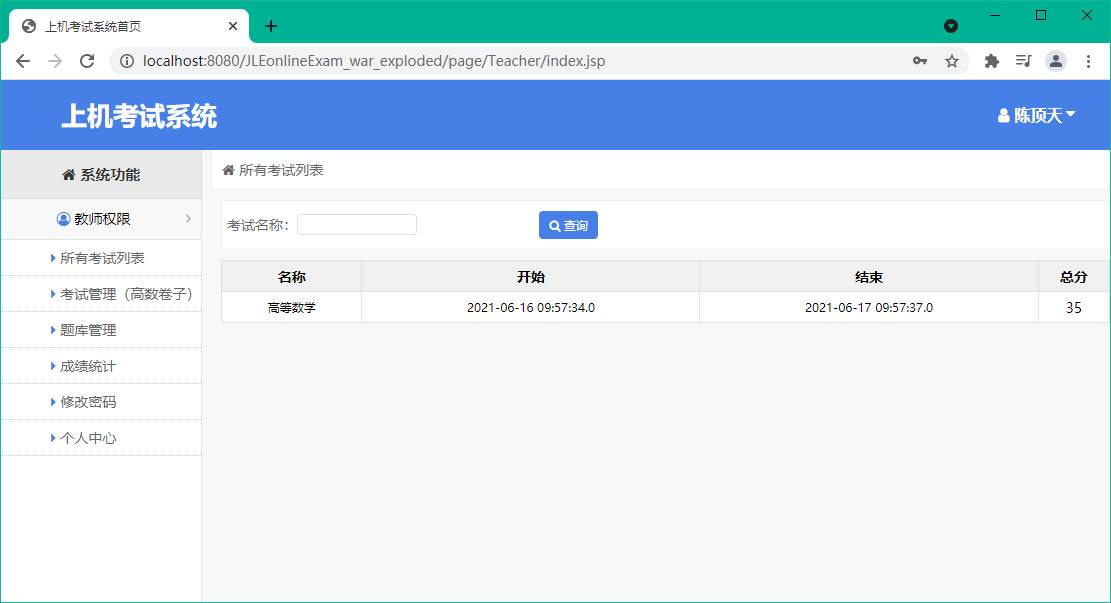 上机考试系统首页
localhost:8080/JLEonlineExam_war_exploded/page/Teacher/index.jsp
上机考试系统
陈顶天
系统功能
教师权限
所有考试列表
考试管理（高数卷子）
题库管理
成绩统计
修改密码
个人中心
所有考试列表
考试名称：
查询
名称 开始 结束 总分
高等数学 2021-06-16 09:57:34.0 2021-06-17 09:57:37.0 35